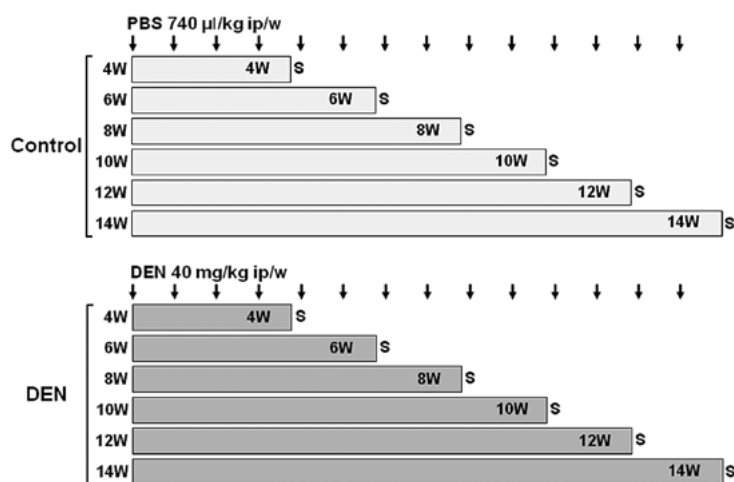 PBS 740 µl/kg ip/w
4W 4W S
6W 6W S
8W 8W S
Control
10W 10W S
12W 12W S
14W 14W S
DEN 40 mg/kg ip/w
4W 4W S
6W 6W S
8W 8W S
DEN
10W 10W S
12W 12W S
14W 14W S